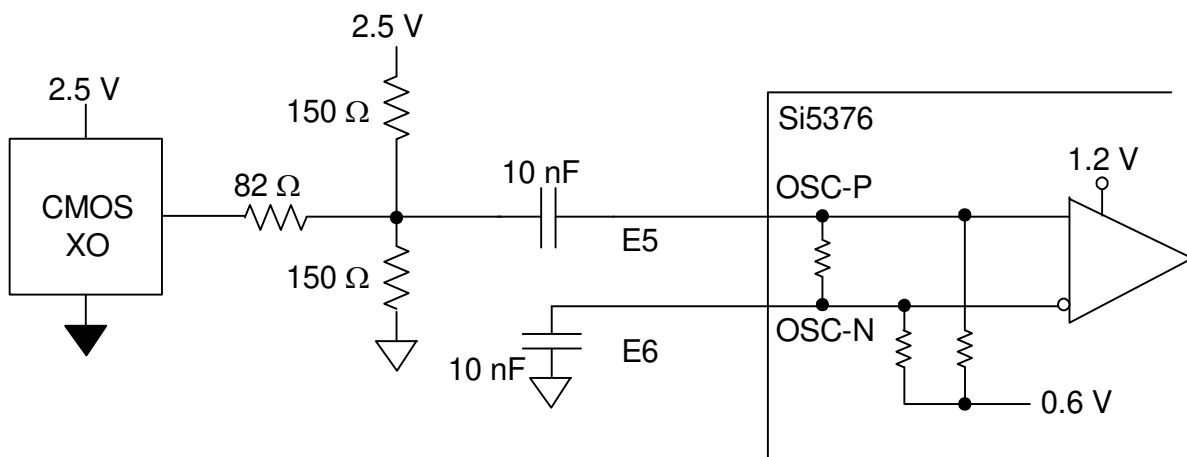 2.5 V
2.5 V
150 Ω
Si5376
1.2 V
10 nF
OSC-P
82 Ω
CMOS
XO
E5
150 Ω
OSC-N
E6
10 nF
0.6 V